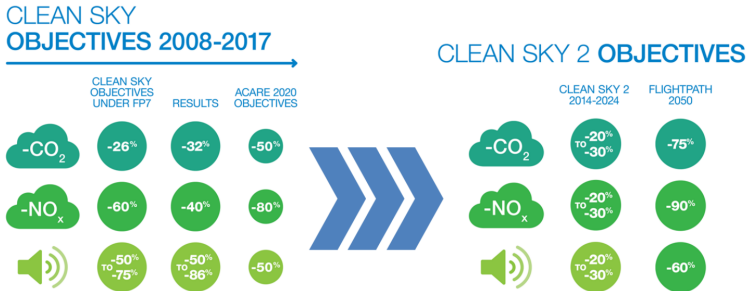 CLEAN SKY
OBJECTIVES 2008-2017
CLEAN SKY
OBJECTIVES
UNDER FP7
RESULTS
ACARE 2020
OBJECTIVES
-CO2
-26%
-32%
-50%
-NOx
-60%
-40%
-80%
-50%
TO
-75%
-50%
TO
-86%
-50%
CLEAN SKY 2 OBJECTIVES
CLEAN SKY 2
2014-2024
FLIGHTPATH
2050
-CO2
-20%
TO
-30%
-75%
-NOx
-20%
TO
-30%
-90%
-20%
TO
-30%
-60%